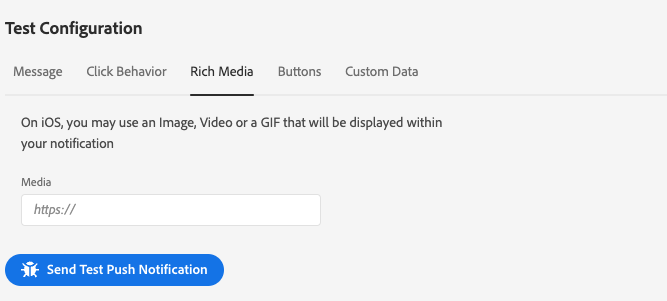 Test Configuration
Message Click Behavior Rich Media Buttons Custom Data
On iOS, you may use an Image, Video or a GIF that will be displayed within
your notification
Media
https://
Send Test Push Notification